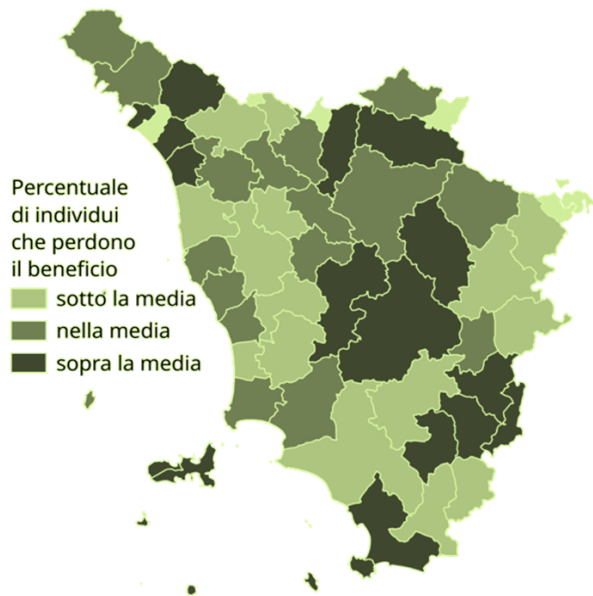 Percentuale
di individui
che perdono
il beneficio
sotto la media
nella media
sopra la media